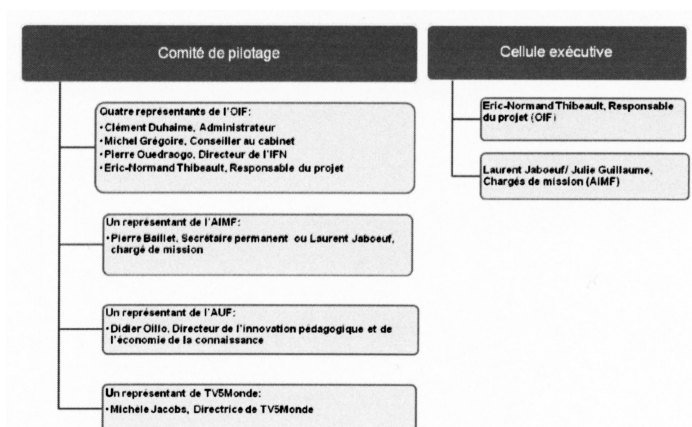 Comité de pilotage
Quatre représentants de l'OIF:
•Clément Duhaime, Administrateur
•Michel Grégoire, Conseiller au cabinet
•Pierre Ouedraogo, Directeur de l'IFN
•Eric-Normand Thibeault, Responsable du projet
Un représentant de l'AIMF:
•Pierre Baillet, Secrétaire permanent ou Laurent Jaboeuf,
chargé de mission
Un représentant de l'AUF:
•Didier Oillo, Directeur de l'innovation pédagogique et de
l'économie de la connaissance
Un représentant de TV5Monde:
•Michèle Jacobs, Directrice de TV5Monde
Cellule exécutive
Eric-Normand Thibeault, Responsable
du projet (OIF)
Laurent Jaboeuf/ Julie Guillaume,
Chargés de mission (AIMF)